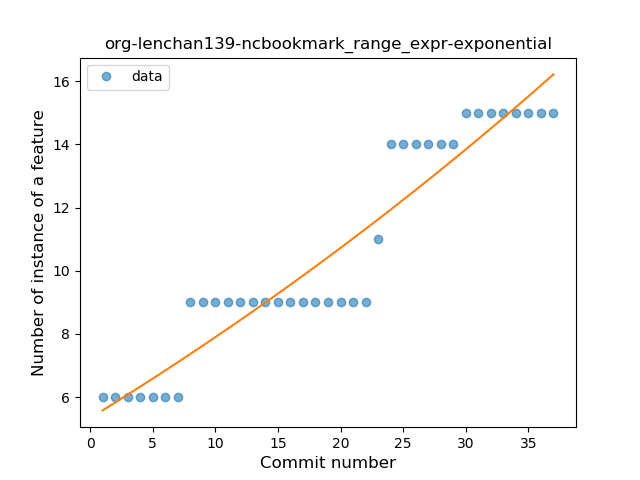 org-lenchan139-ncbookmark_range_expr-exponential
data
Number of instance of a feature
16
14
12
10
8
6
0 5 10 15 20 25 30 35
Commit number